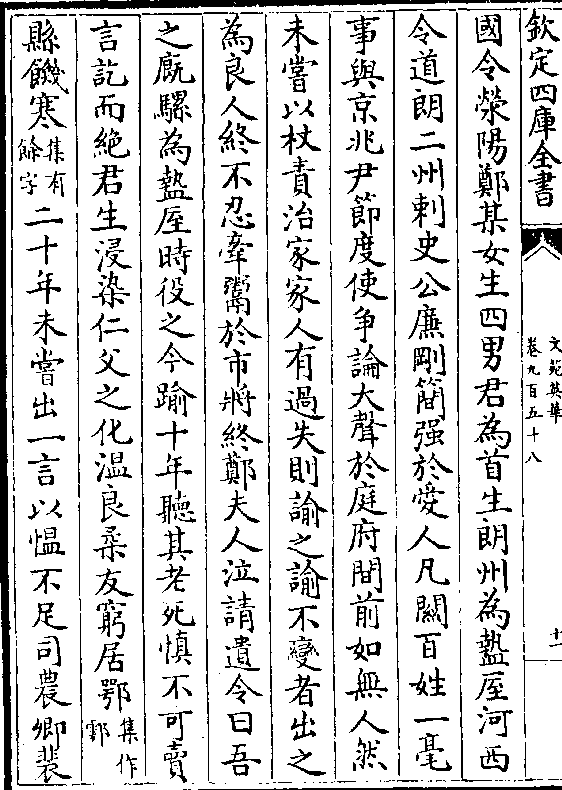 欽定四庫全書
文苑英華
卷九百五十八
十一
國令滎陽鄭某女生四男君為首生朗州為盩厔河西
令道朗二州刺史公廉剛簡强於愛人凡關百姓一毫
事與京兆尹節度使争論大聲於庭府間前如無人然
未嘗以杖責治家家人有過失則諭之諭不變者出之
為良人終不忍牽鬻於市將終鄭夫人泣請遺令曰吾
之廐騾為盩厔時役之今踰十年聽其老死慎不可賣
言訖而絶君生浸染仁父之化温良柔友窮居鄂集作鄠
縣饑寒集有餘字二十年未嘗出一言以愠不足司農卿裴